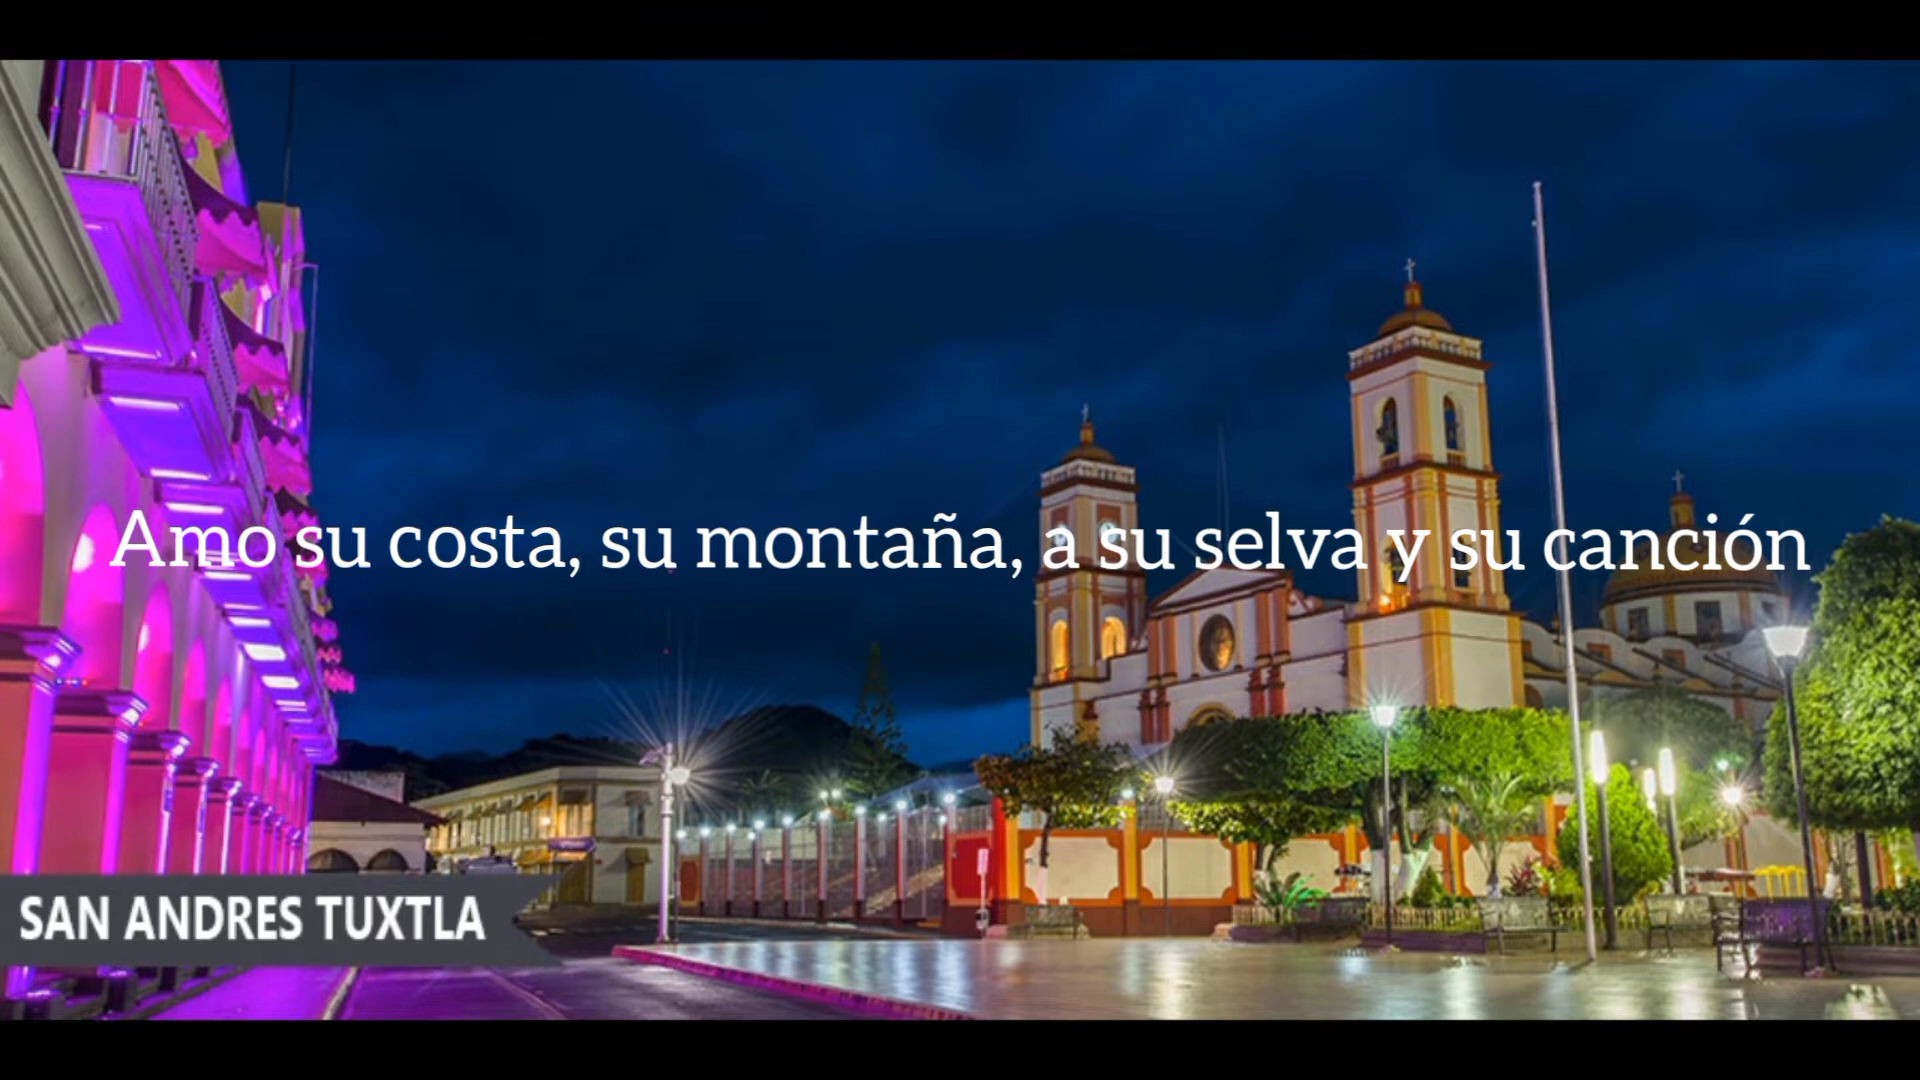 Amo su costa, su montaña, a su selva y su canción
SAN ANDRES TUXTLA